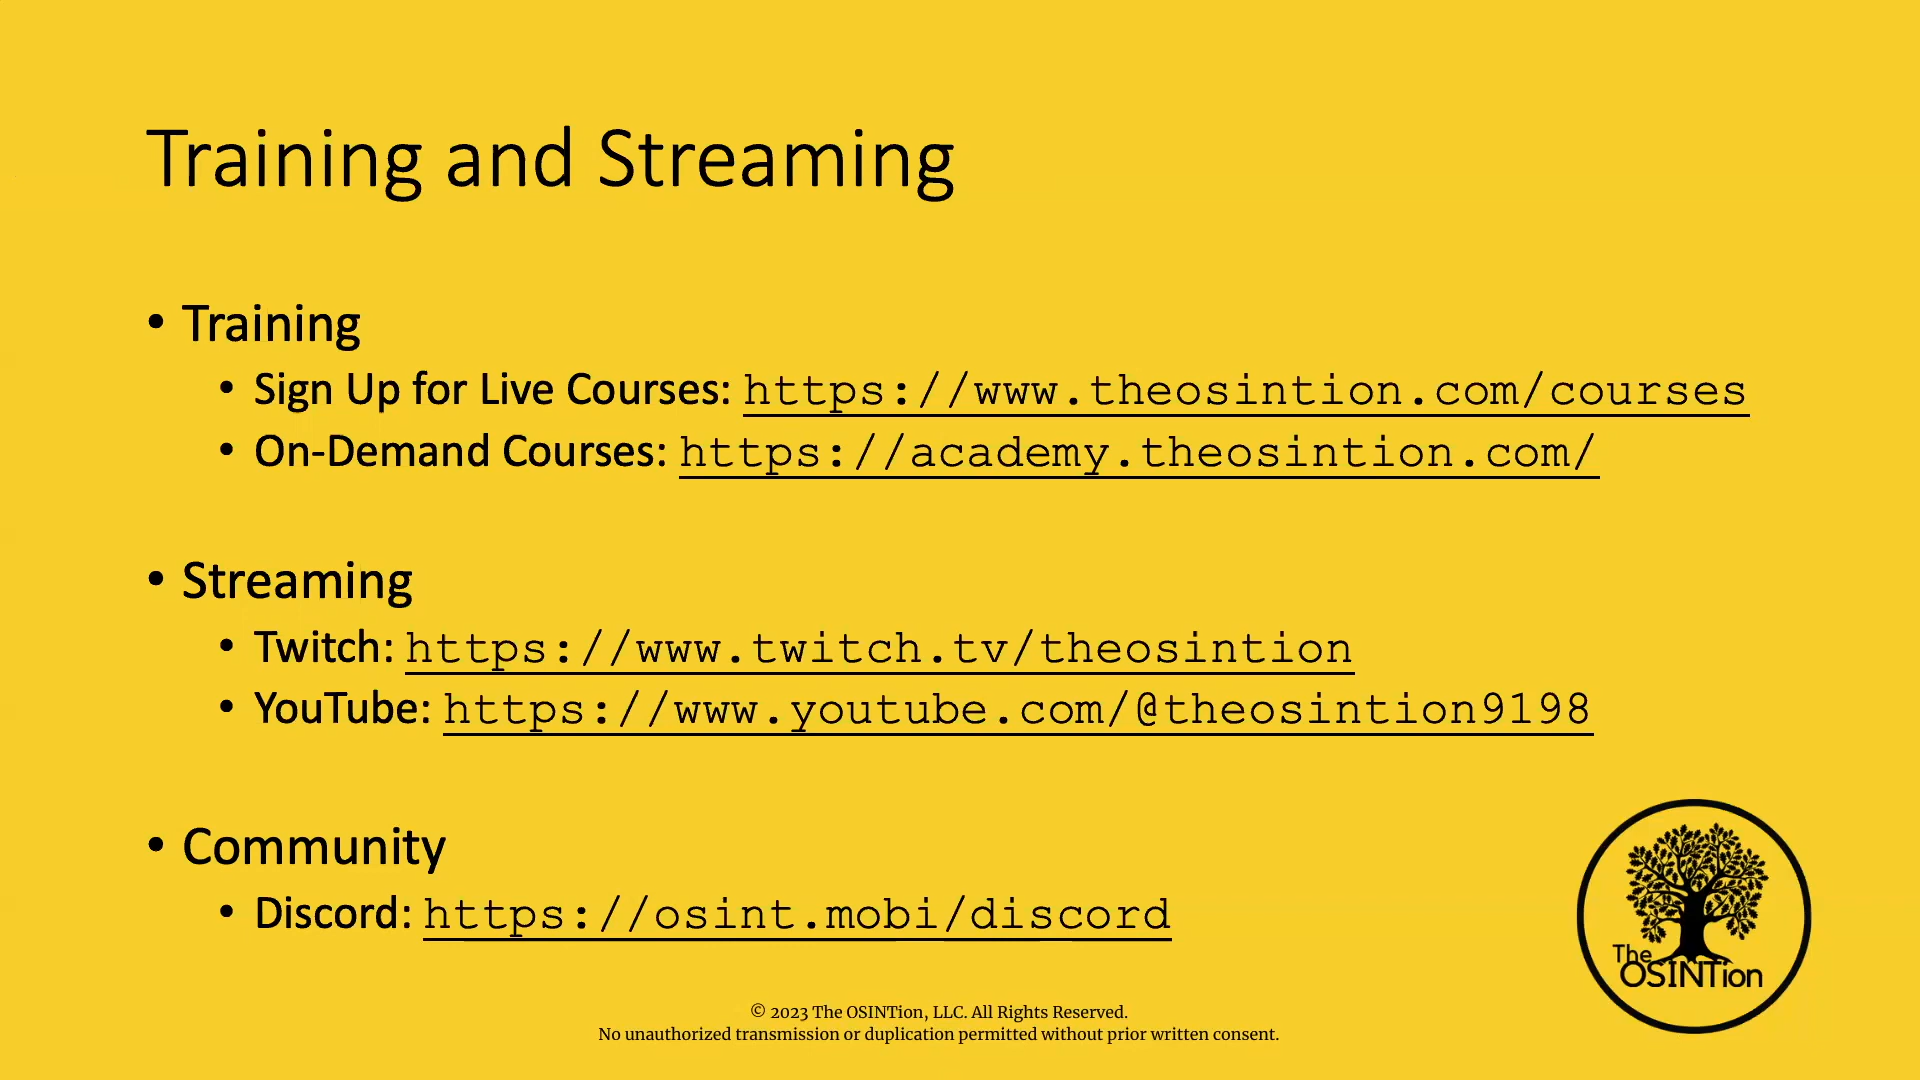 Training and Streaming
• Training
• Sign Up for Live Courses: https://www.theosintion.com/courses
• On-Demand Courses: https://academy.theosintion.com/
• Streaming
• Twitch: https://www.twitch.tv/theosintion
• YouTube: https://www.youtube.com/@theosintion9198
• Community
• Discord: https://osint.mobi/discord
The
OSINTion
© 2023 The OSINTion, LLC. All Rights Reserved.
No unauthorized transmission or duplication permitted without prior written consent.